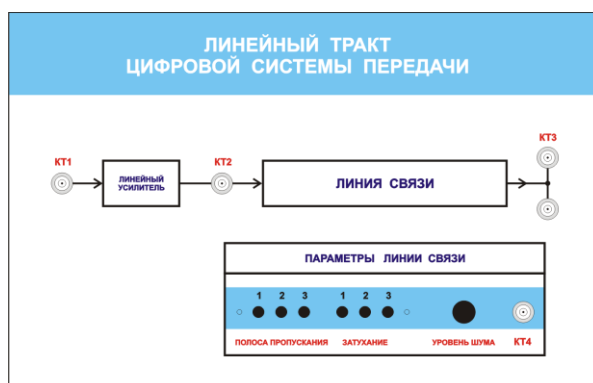 ЛИНЕЙНЫЙ ТРАКТ
ЦИФРОВОЙ СИСТЕМЫ ПЕРЕДАЧИ
КТ1
КТ2
КТ3
ЛИНЕЙНЫЙ
УСИЛИТЕЛЬ
ЛИНИЯ СВЯЗИ
ПАРАМЕТРЫ ЛИНИИ СВЯЗИ
1 2 3 1 2 3
ПОЛОСА ПРОПУСКАНИЯ ЗАТУХАНИЕ УРОВЕНЬ ШУМА КТ4